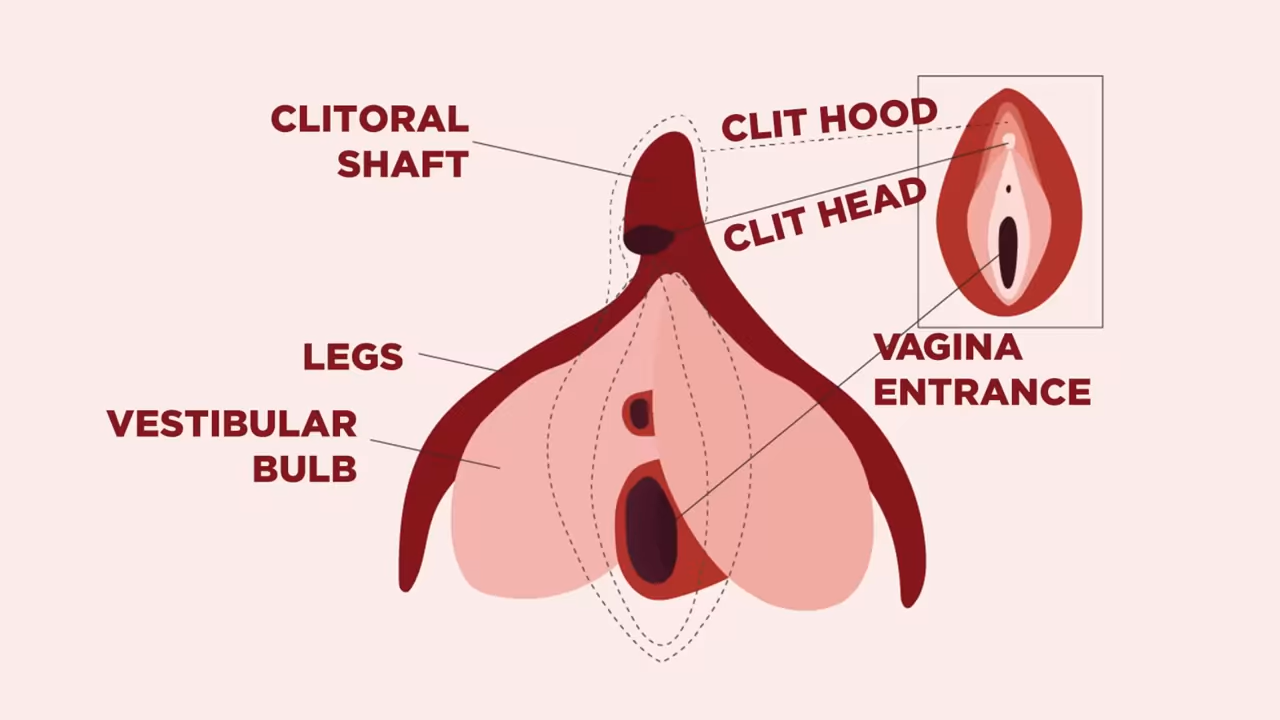 CLITORAL
SHAFT
CLIT HOOD
CLIT HEAD
LEGS
VESTIBULAR
BULB
VAGINA
ENTRANCE